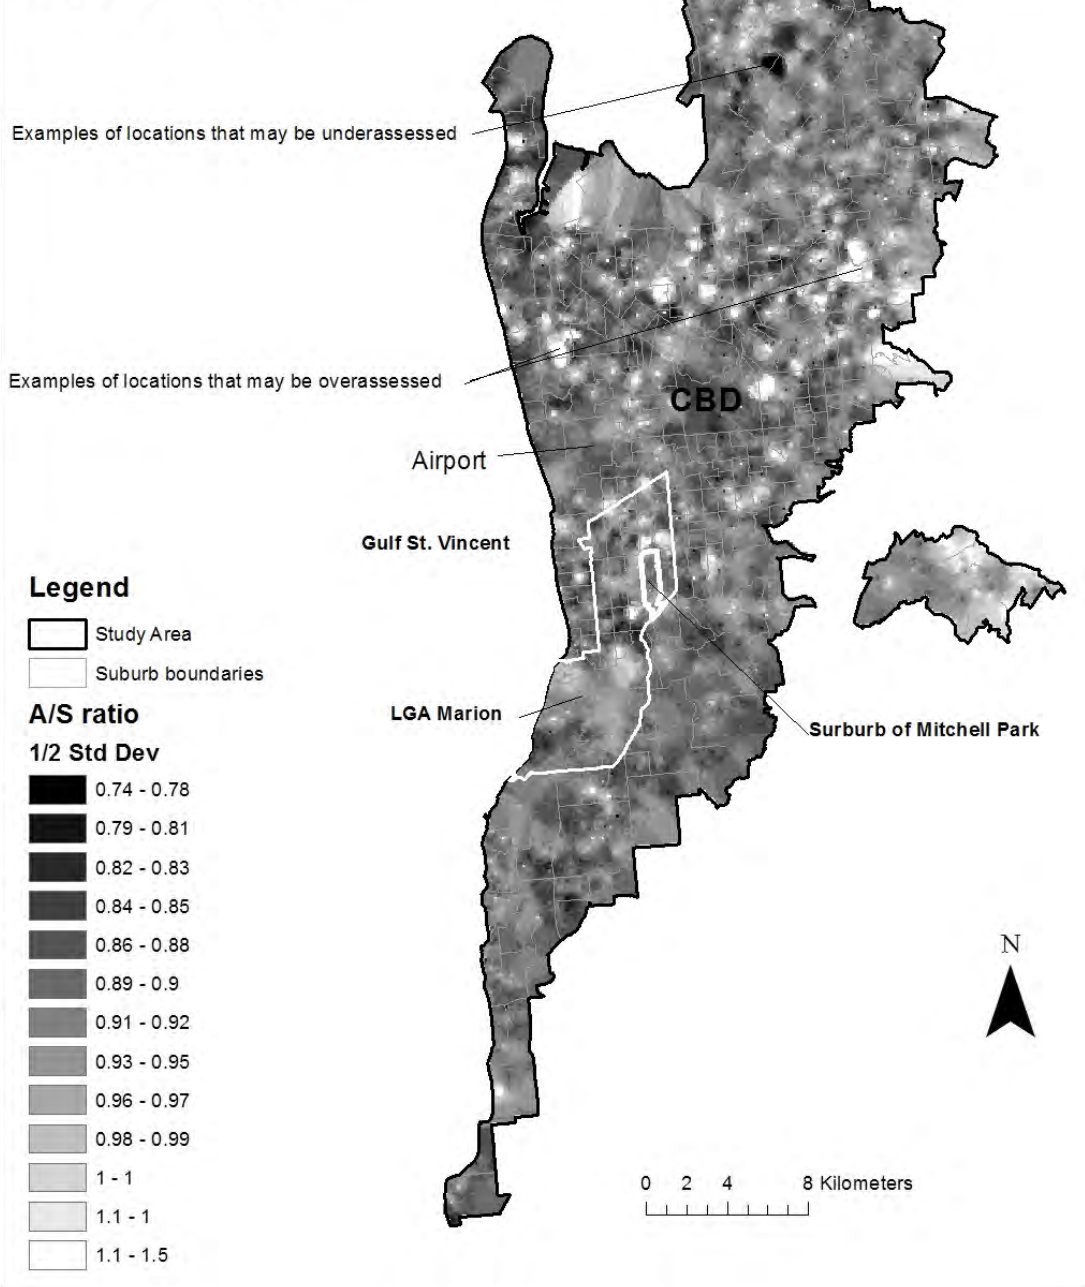 Examples of locations that may be underassessed
Examples of locations that may be overassessed
CBD
Airport
Gulf St. Vincent
Legend
Study Area
Suburb boundaries
A/S ratio
1/2 Std Dev
0.74 - 0.78
0.79 - 0.81
0.82 - 0.83
0.84 - 0.85
0.86 - 0.88
0.89 - 0.9
0.91 - 0.92
0.93 - 0.95
0.96 - 0.97
0.98 - 0.99
1 - 1
1.1 - 1
1.1 - 1.5
LGA Marion
Surburb of Mitchell Park
N
0 2 4 8 Kilometers